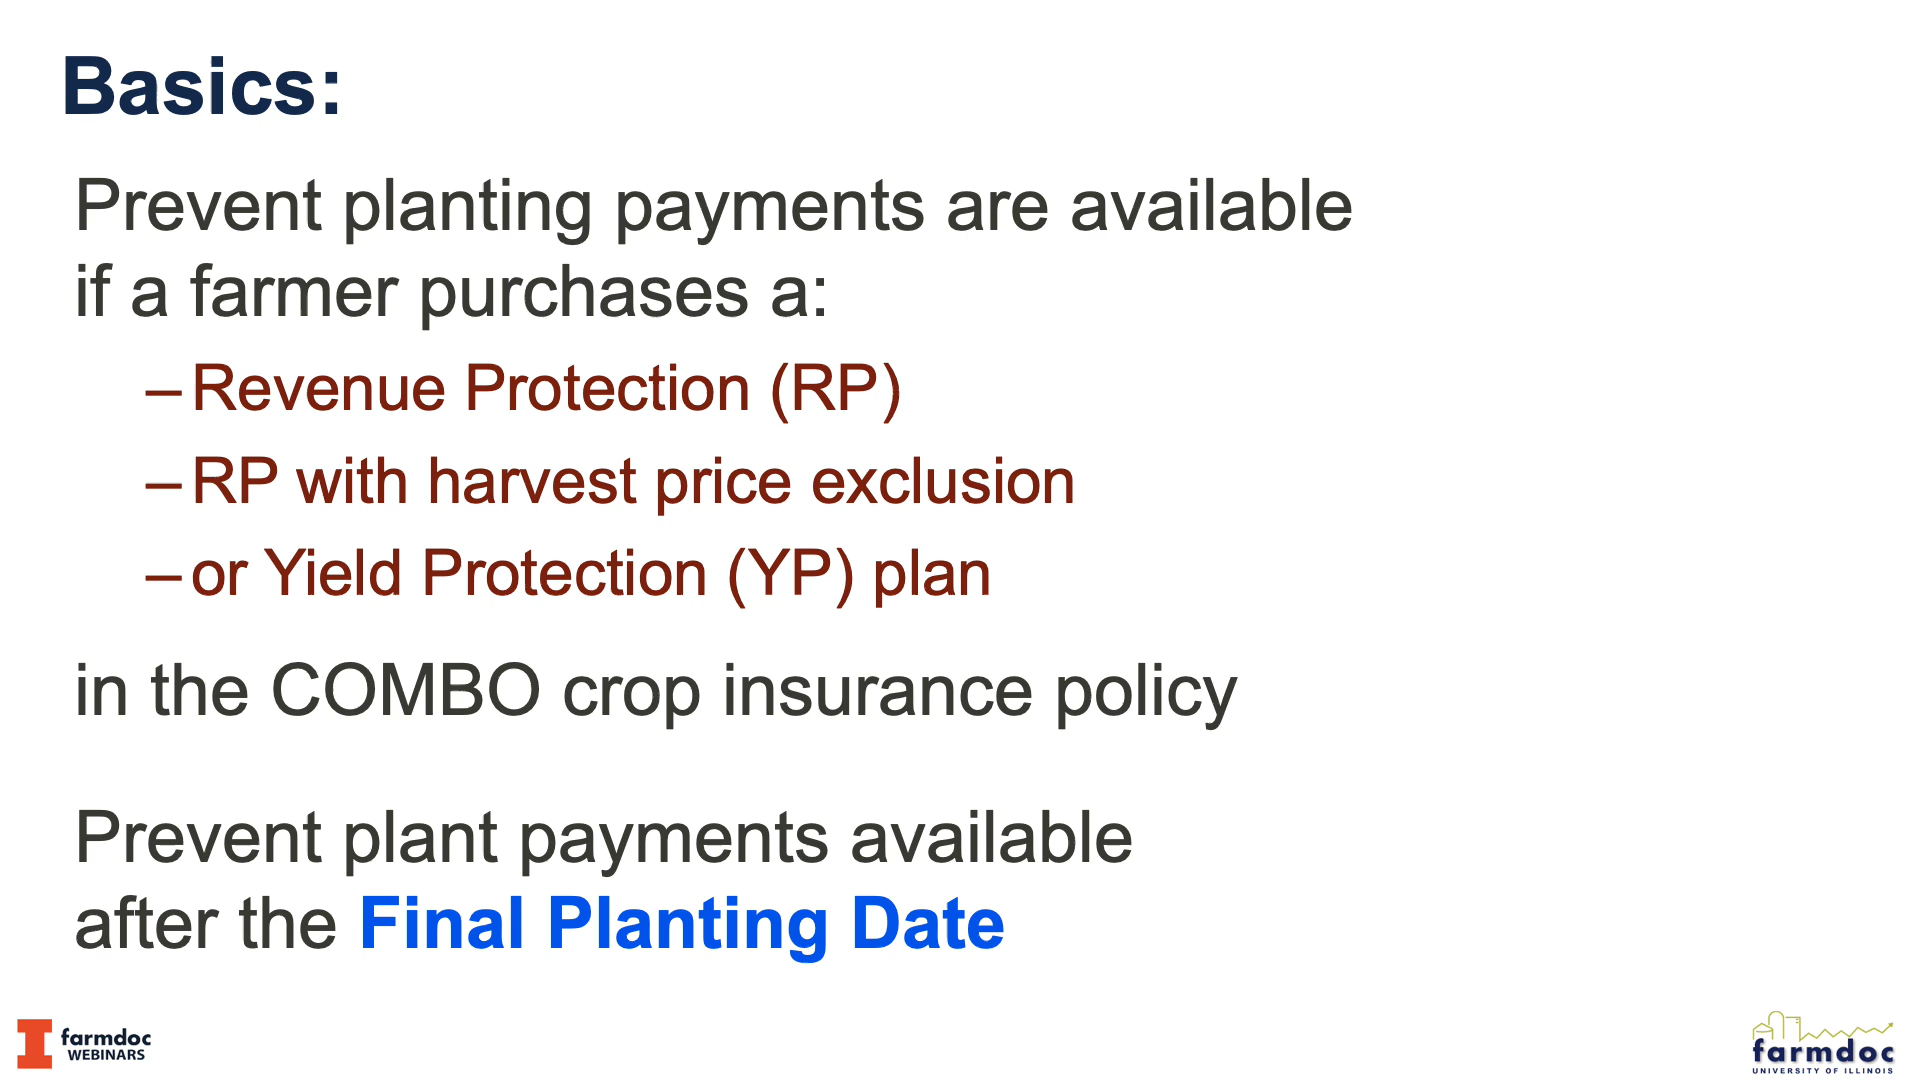 Basics:
Prevent planting payments are available
if a farmer purchases a:
–Revenue Protection (RP)
–RP with harvest price exclusion
–or Yield Protection (YP) plan
in the COMBO crop insurance policy
Prevent plant payments available
after the Final Planting Date
I farmdoc
WEBINARS
farmdoc
UNIVERSITY OF ILLINOIS